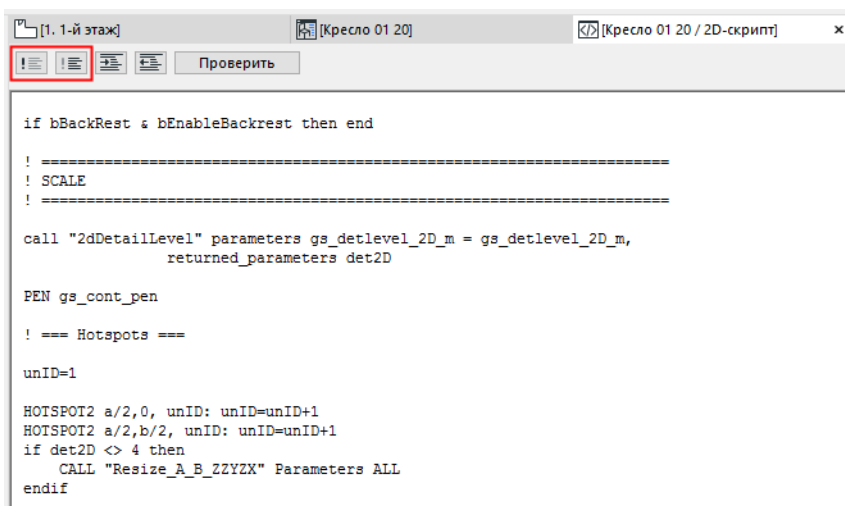 [1. 1-й этаж] [Кресло 01 20] [Кресло 01 20 / 2D-скрипт] ×
Проверить
if bBackRest & bEnableBackrest then end
! ======================================================================
! SCALE
! ======================================================================
call "2dDetailLevel" parameters gs_detlevel_2D_m = gs_detlevel_2D_m,
returned_parameters det2D
PEN gs_cont_pen
! === Hotspots ===
unID=1
HOTSPOT2 a/2,0, unID: unID=unID+1
HOTSPOT2 a/2,b/2, unID: unID=unID+1
if det2D <> 4 then
CALL "Resize_A_B_ZZYZX" Parameters ALL
endif